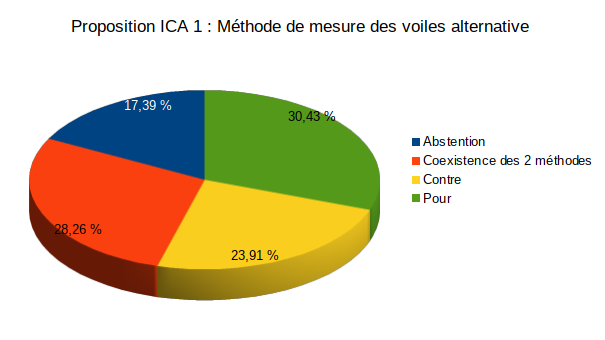 Proposition ICA 1 : Méthode de mesure des voiles alternative
17,39 %
30,43 %
28,26 %
23,91 %
Abstention
Coexistence des 2 méthodes
Contre
Pour